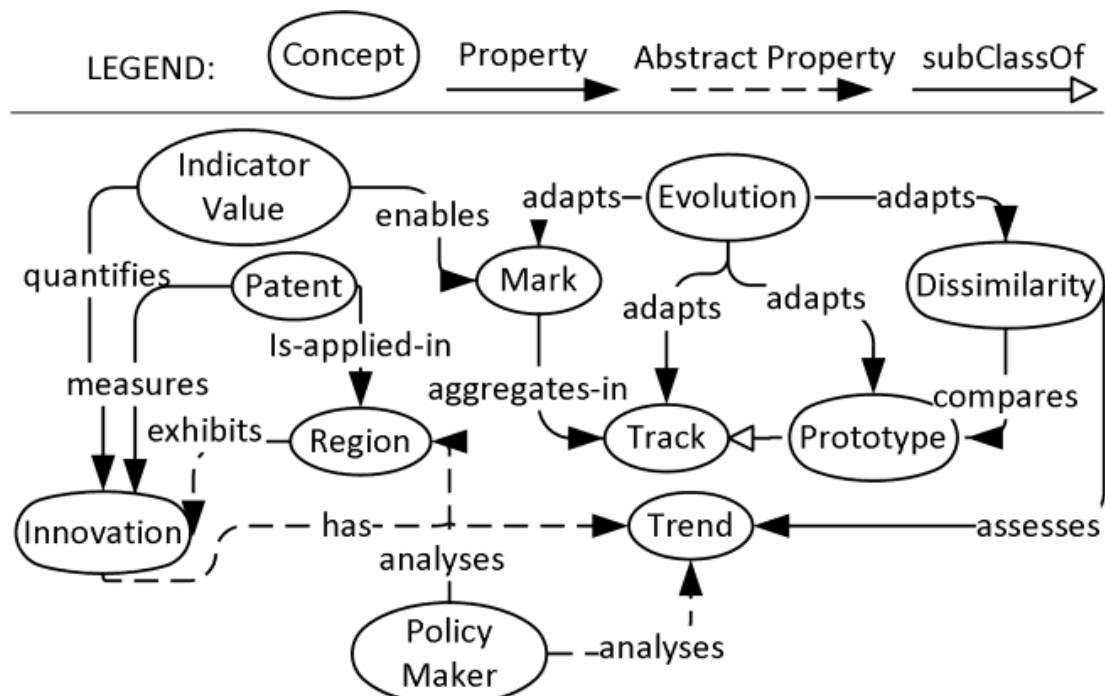 LEGEND:
Concept
Property
Abstract Property
subClassOf
Indicator
Value
enables
adapts
Evolution
adapts
quantifies
Patent
Mark
adapts
adapts
Dissimilarity
Is-applied-in
measures
aggregates-in
compares
exhibits
Region
Track
Prototype
Innovation
has
Trend
assesses
analyses
Policy
Maker
analyses